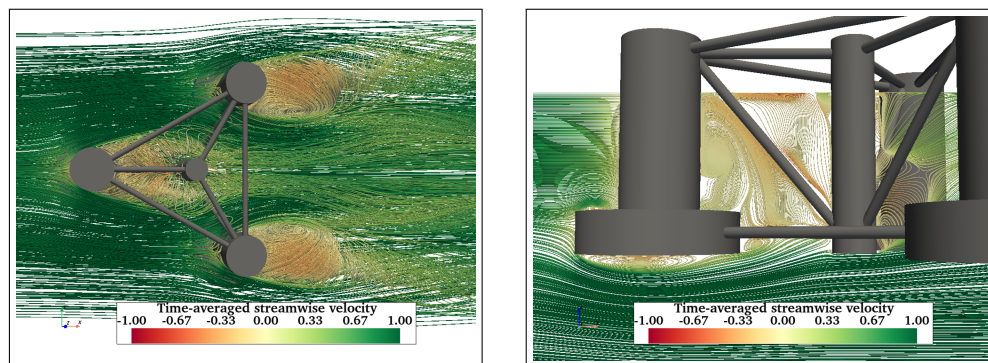 Time-averaged streamwise velocity
-1.00 -0.67 -0.33 0.00 0.33 0.67 1.00
z x
Time-averaged streamwise velocity
-1.00 -0.67 -0.33 0.00 0.33 0.67 1.00